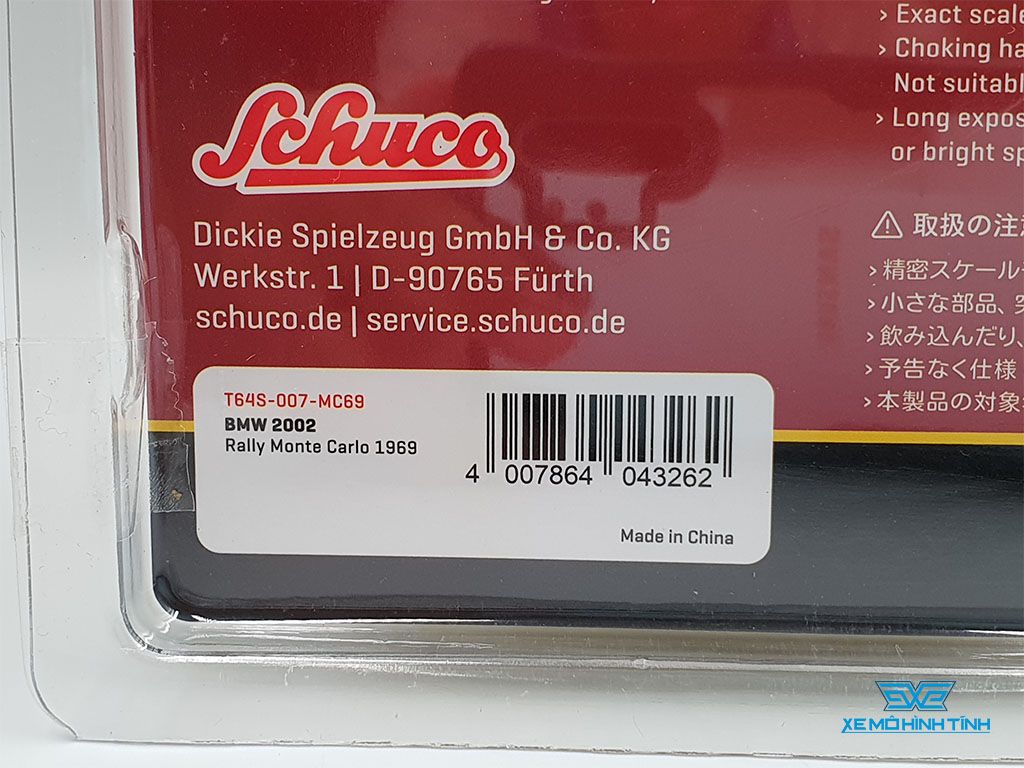 › Exact scale
› Choking ha
Not suitabl
› Long expos
or bright sp
Schuco
Dickie Spielzeug GmbH & Co. KG
Werkstr. 1 | D-90765 Fürth
schuco.de | service.schuco.de
⚠ 取扱の注意
› 精密スケール
› 小さな部品、突
› 飲み込んだり、
› 予告なく仕様
› 本製品の対象
T64S-007-MC69
BMW 2002
Rally Monte Carlo 1969
4 007864 043262
Made in China
XE MÔ HÌNH TĨNH